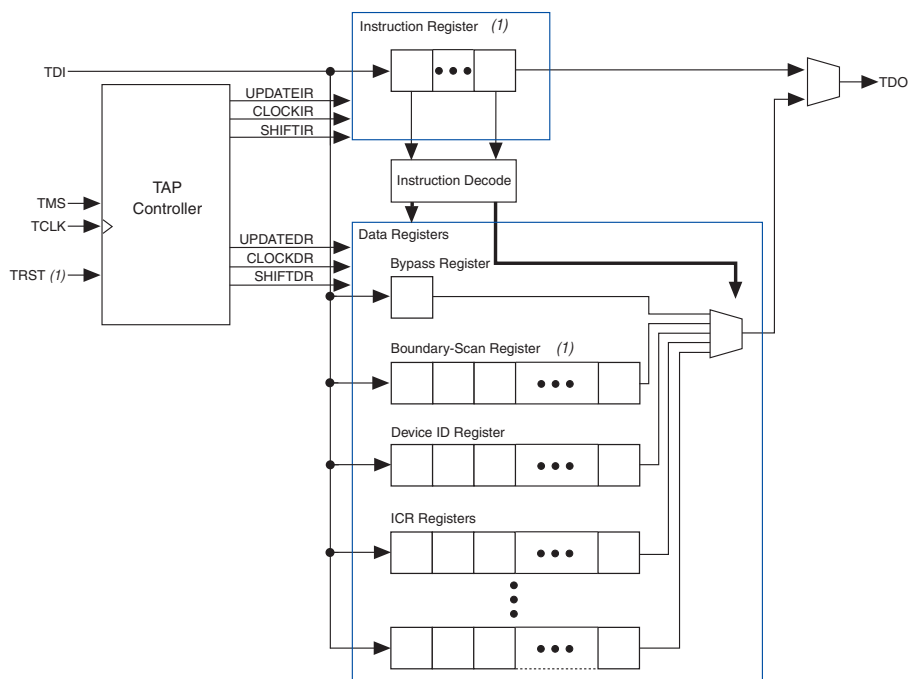 Instruction Register (1)
TDI
TDO
UPDATEIR
CLOCKIR
SHIFTIR
TAP
Controller
Instruction Decode
TMS
TCLK
TRST (1)
UPDATEDR
CLOCKDR
SHIFTDR
Data Registers
Bypass Register
Boundary-Scan Register (1)
Device ID Register
ICR Registers